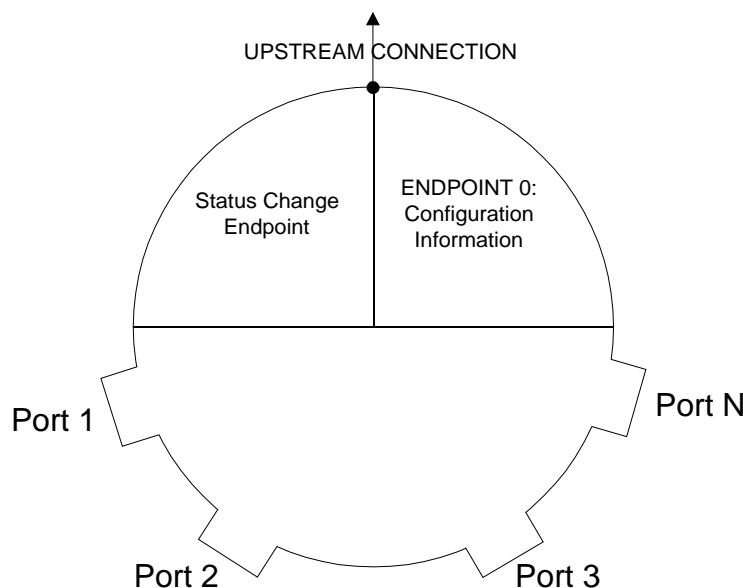 UPSTREAM CONNECTION
Status Change
Endpoint
ENDPOINT 0:
Configuration
Information
Port 1
Port N
Port 2
Port 3